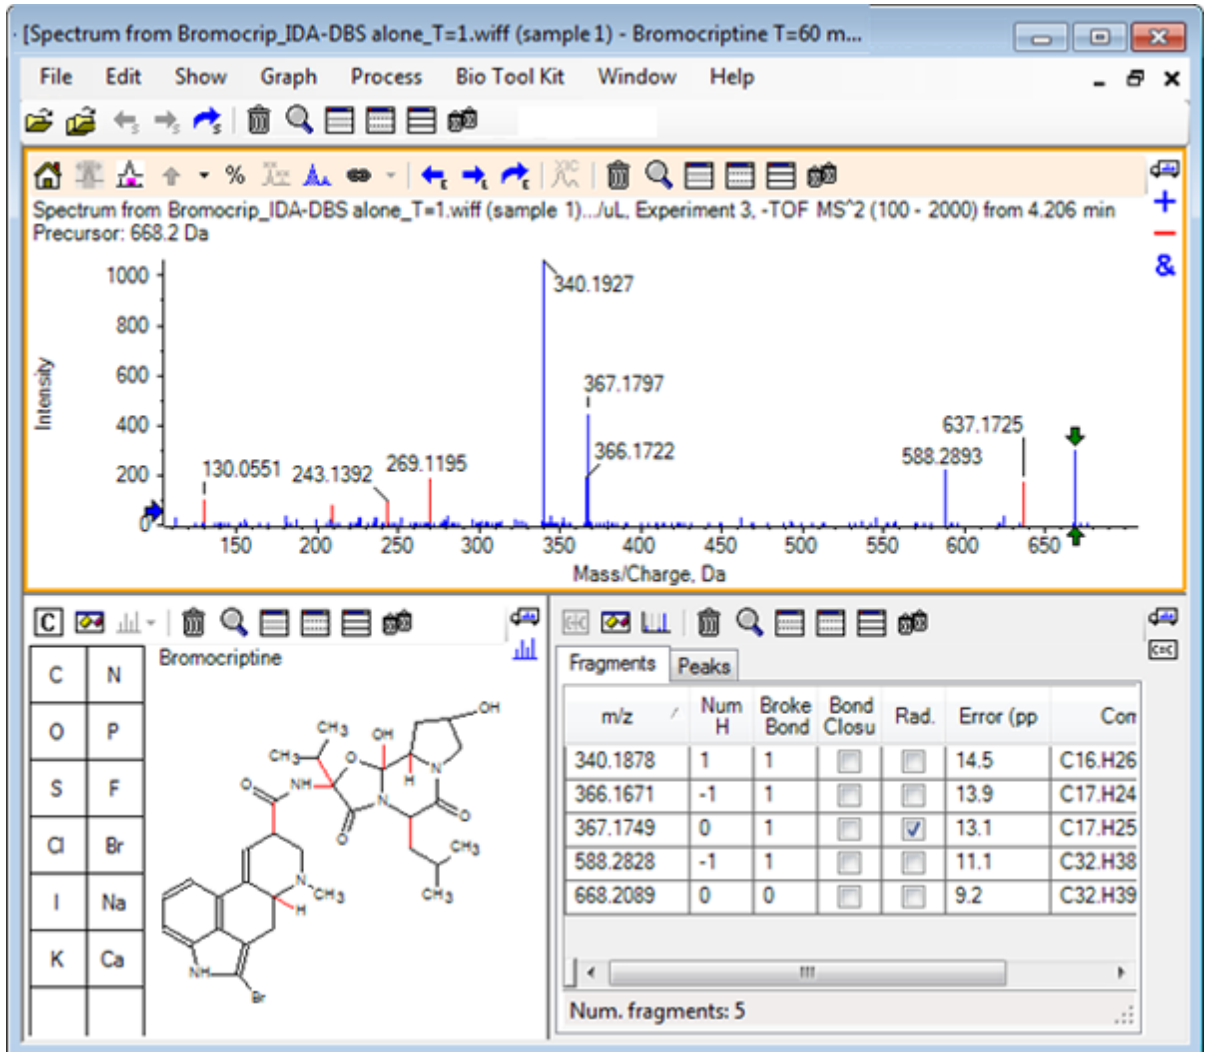 [Spectrum from Bromocrip_IDA-DBS alone_T=1.wiff (sample 1) - Bromocriptine T=60 m...
File Edit Show Graph Process Bio Tool Kit Window Help
Spectrum from Bromocrip_IDA-DBS alone_T=1.wiff (sample 1).../uL, Experiment 3, -TOF MS^2 (100 - 2000) from 4.206 min
Precursor: 668.2 Da
&
Intensity
1000
800
600
400
200
0
340.1927
367.1797
366.1722
637.1725
588.2893
130.0551
243.1392
269.1195
150 200 250 300 350 400 450 500 550 600 650
Mass/Charge, Da
C
C N
O P
S F
Cl Br
I Na
K Ca
Bromocriptine
OH
CH3
OH
CH3
O
H
N
O
NH
N
O
O
CH3
N
CH3
H
CH3
NH
Br
Fragments Peaks
m/z Num H Broke Bond Bond Closu Rad. Error (pp Con
340.1878 1 1 14.5 C16.H26
366.1671 -1 1 13.9 C17.H24
367.1749 0 1 13.1 C17.H25
588.2828 -1 1 11.1 C32.H38
668.2089 0 0 9.2 C32.H39
Num. fragments: 5